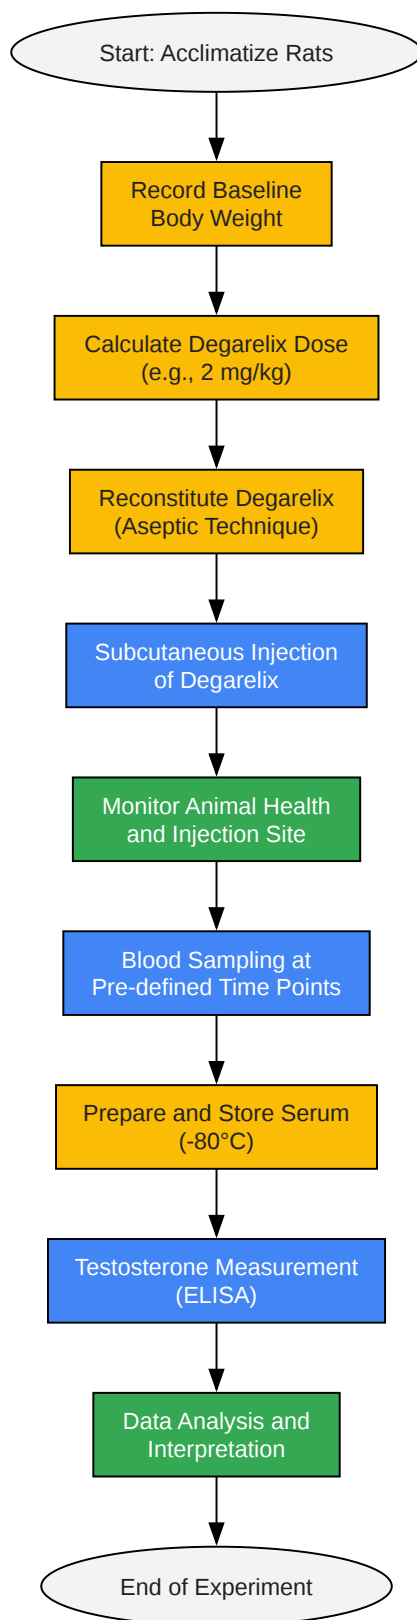 Start: Acclimatize Rats
Record Baseline
Body Weight
Calculate Degarelix Dose
(e.g., 2 mg/kg)
Reconstitute Degarelix
(Aseptic Technique)
Subcutaneous Injection
of Degarelix
Monitor Animal Health
and Injection Site
Blood Sampling at
Pre-defined Time Points
Prepare and Store Serum
(-80°C)
Testosterone Measurement
(ELISA)
Data Analysis and
Interpretation
End of Experiment